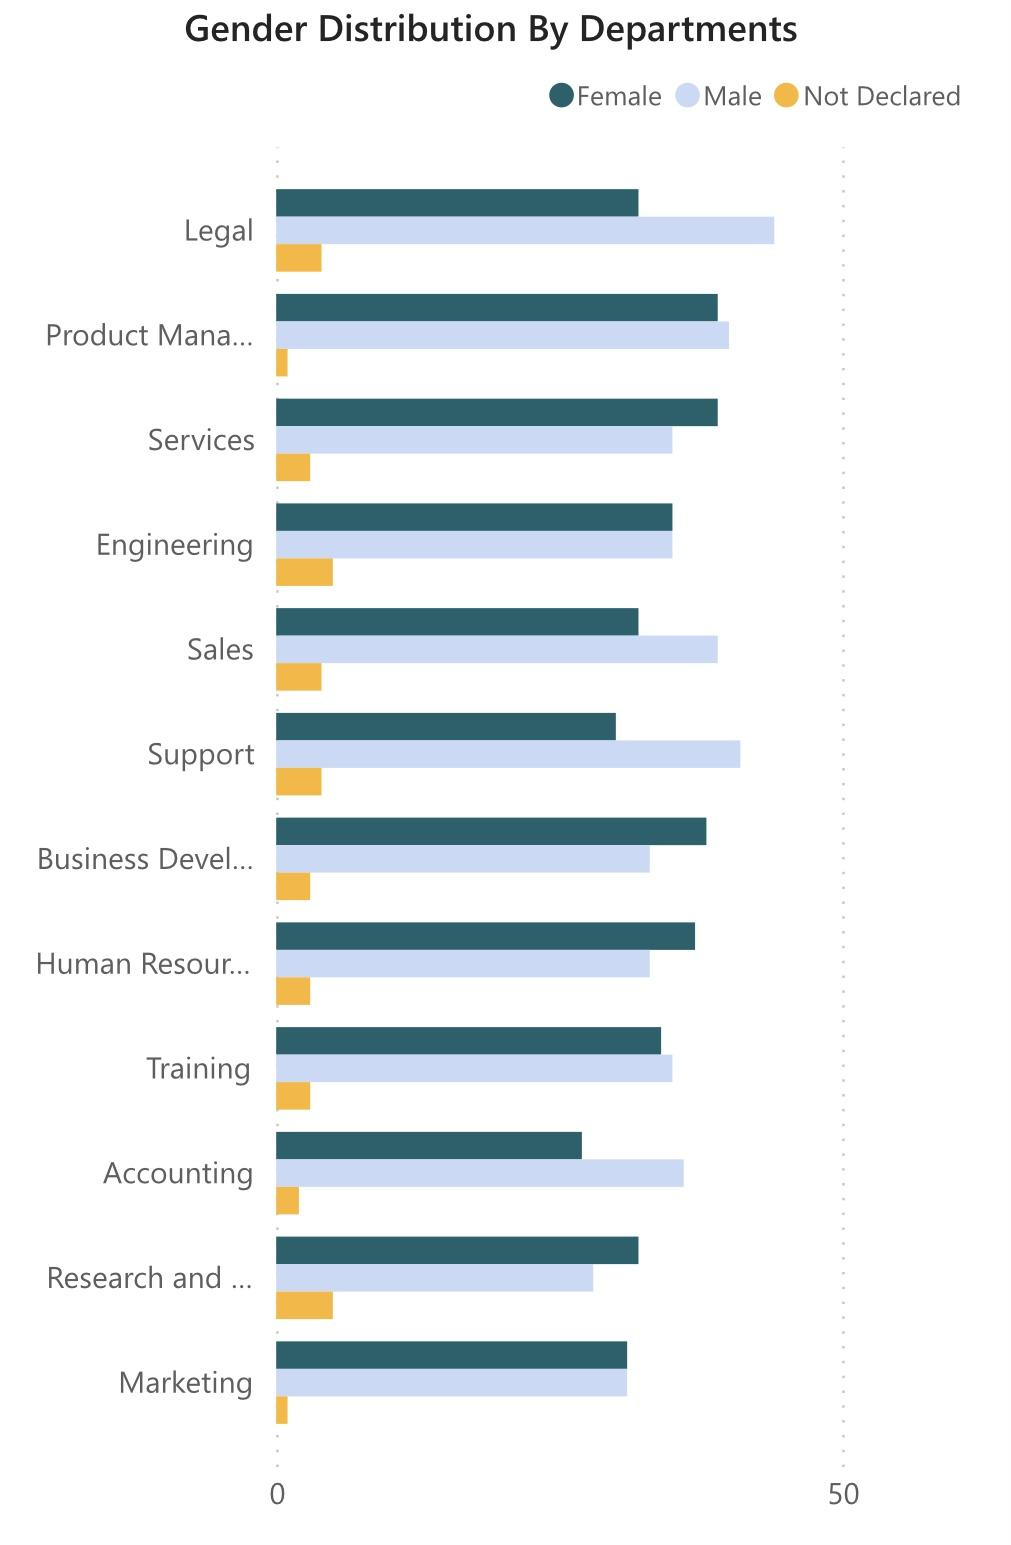 Gender Distribution By Departments
Female Male Not Declared
Legal
Product Mana...
Services
Engineering
Sales
Support
Business Devel...
Human Resour...
Training
Accounting
Research and ...
Marketing
0 50